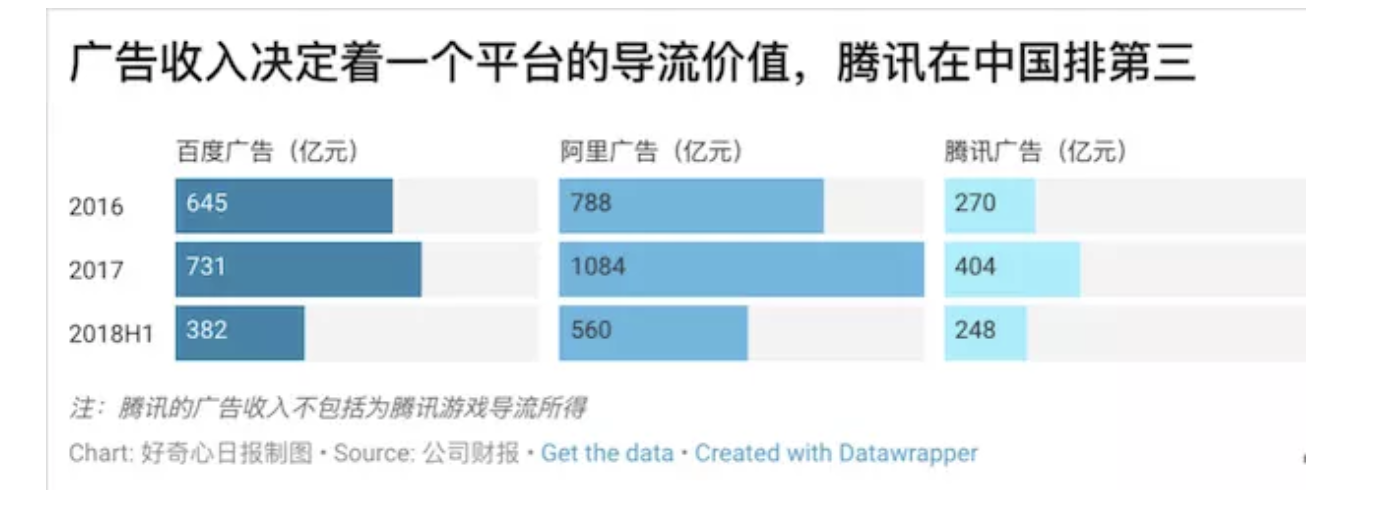 广告收入决定着一个平台的导流价值，腾讯在中国排第三
百度广告（亿元） 阿里广告（亿元） 腾讯广告（亿元）
2016 645 788 270
2017 731 1084 404
2018H1 382 560 248
注：腾讯的广告收入不包括为腾讯游戏导流所得
Chart: 好奇心日报制图 • Source: 公司财报 • Get the data • Created with Datawrapper